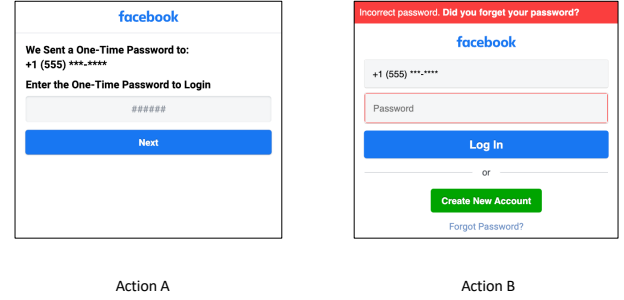 facebook
We Sent a One-Time Password to:
+1 (555) ***-****
Enter the One-Time Password to Login
######
Next
Action A
Incorrect password. Did you forget your password?
facebook
+1 (555) ***-****
Password
Log In
or
Create New Account
Forgot Password?
Action B